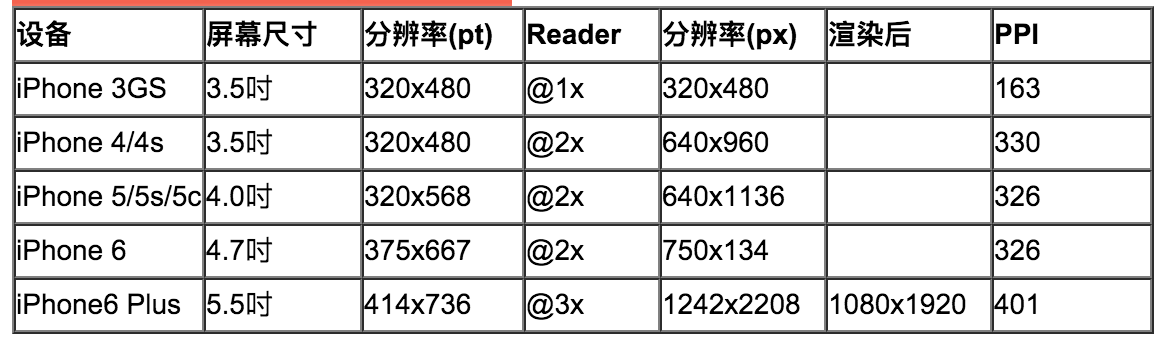 设备 屏幕尺寸 分辨率(pt) Reader 分辨率(px) 渲染后 PPI
iPhone 3GS 3.5吋 320x480 @1x 320x480 163
iPhone 4/4s 3.5吋 320x480 @2x 640x960 330
iPhone 5/5s/5c 4.0吋 320x568 @2x 640x1136 326
iPhone 6 4.7吋 375x667 @2x 750x134 326
iPhone6 Plus 5.5吋 414x736 @3x 1242x2208 1080x1920 401